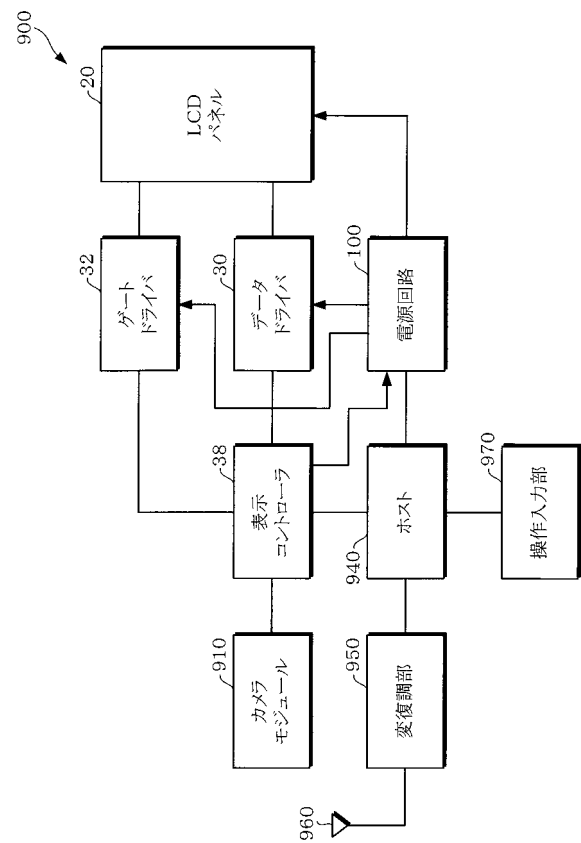 900
20
LCD
パネル
32
ゲート
ドライバ
30
データ
ドライバ
100
電源回路
38
表示
コントローラ
940
ホスト
970
操作入力部
910
カメラ
モジュール
950
変復調部
960